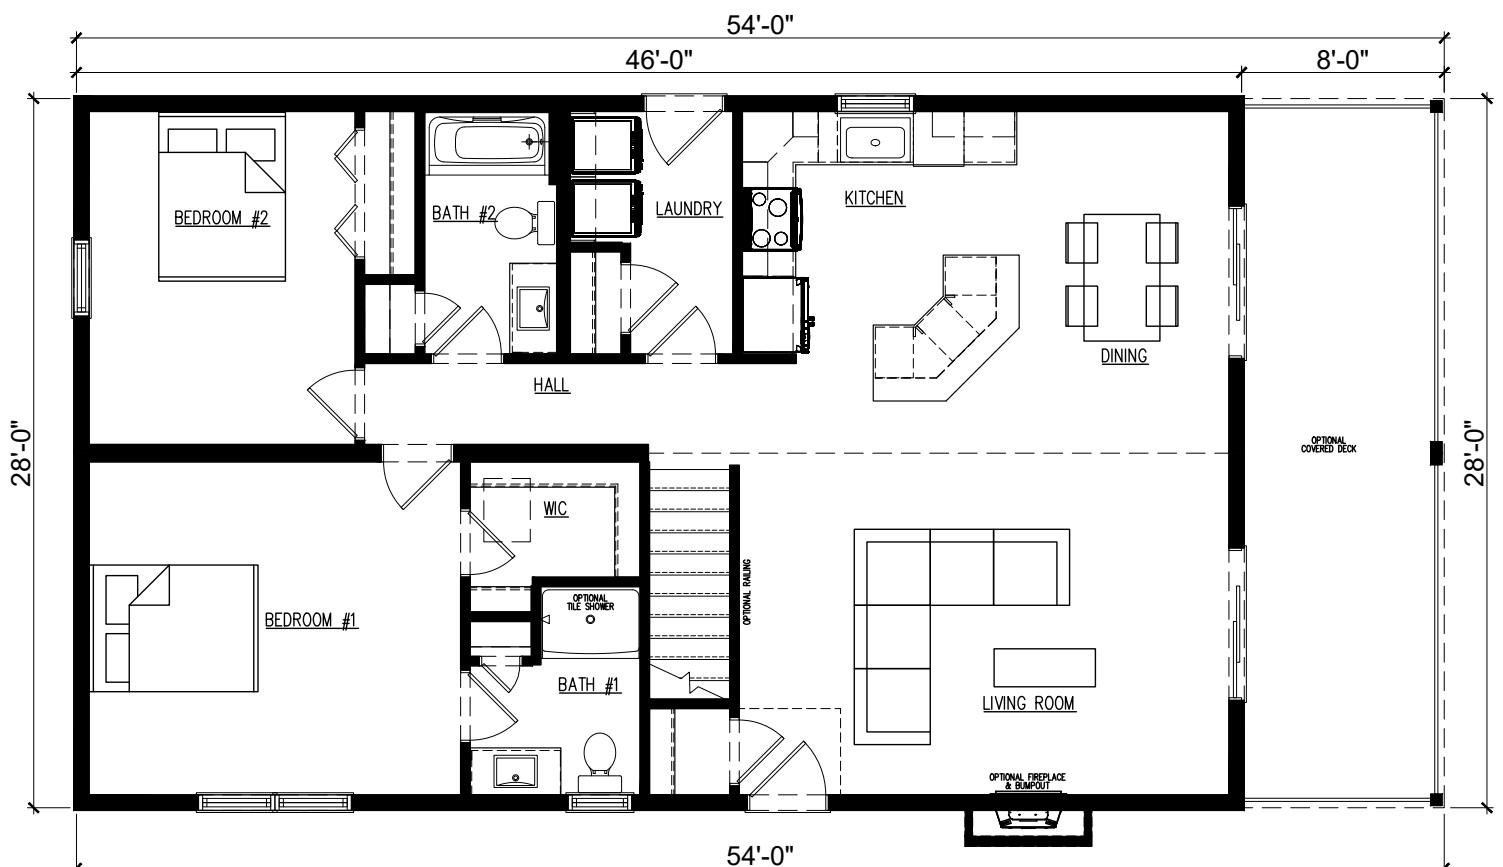 54'-0"
46'-0"
8'-0"
BEDROOM #2
BATH #2
LAUNDRY
KITCHEN
DINING
HALL
28'-0"
OPTIONAL
COVERED DECK
28'-0"
WIC
OPTIONAL
TILE SHOWER
OPTIONAL RAILING
BEDROOM #1
BATH #1
LIVING ROOM
OPTIONAL FIREPLACE
& BUMPOUT
54'-0"